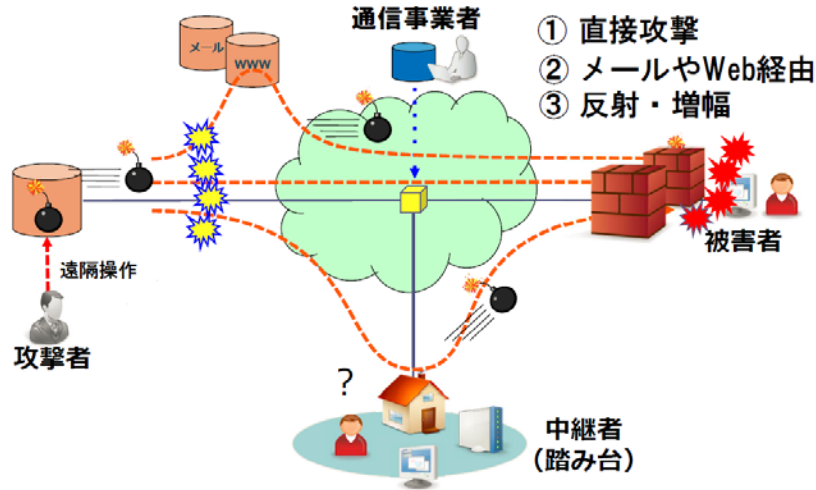 通信事業者
① 直接攻撃
② メールやWeb経由
③ 反射・増幅
メール
WWW
遠隔操作
攻撃者
被害者
?
中継者
(踏み台)